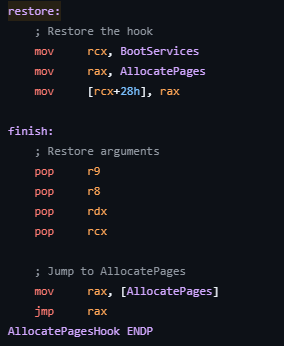 restore:
; Restore the hook
mov rcx, BootServices
mov rax, AllocatePages
mov [rcx+28h], rax
finish:
; Restore arguments
pop r9
pop r8
pop rdx
pop rcx
; Jump to AllocatePages
mov rax, [AllocatePages]
jmp rax
AllocatePagesHook ENDP